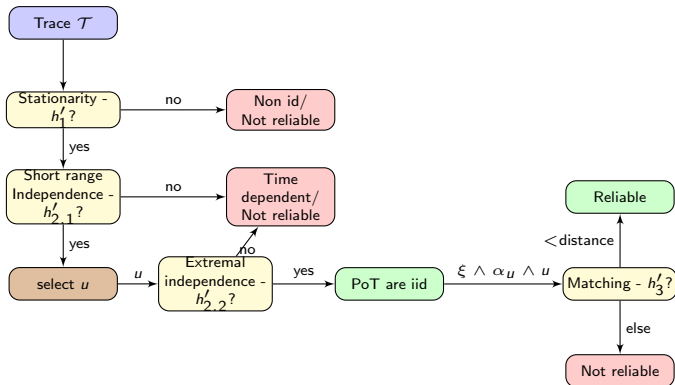 Trace 𝒯
Stationarity -
h′₁?
no
Non id/
Not reliable
yes
Short range
Independence -
h′₂.₁?
no
Time
dependent/
Not reliable
yes
no
select u
u
Extremal
independence -
h′₂.₂?
yes
PoT are iid
ξ ∧ αᵤ ∧ u
Matching - h′₃?
<distance
Reliable
else
Not reliable